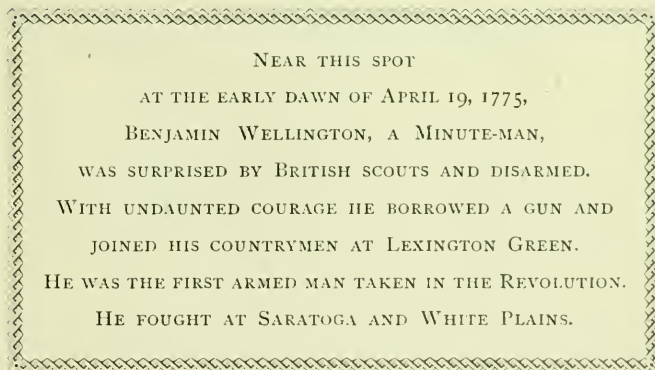 Near this spot
at the early dawn of April 19, 1775,
Benjamin Wellington, a Minute-man,
was surprised by British scouts and disarmed.
With undaunted courage he borrowed a gun and
joined his countrymen at Lexington Green.
He was the first armed man taken in the Revolution.
He fought at Saratoga and White Plains.